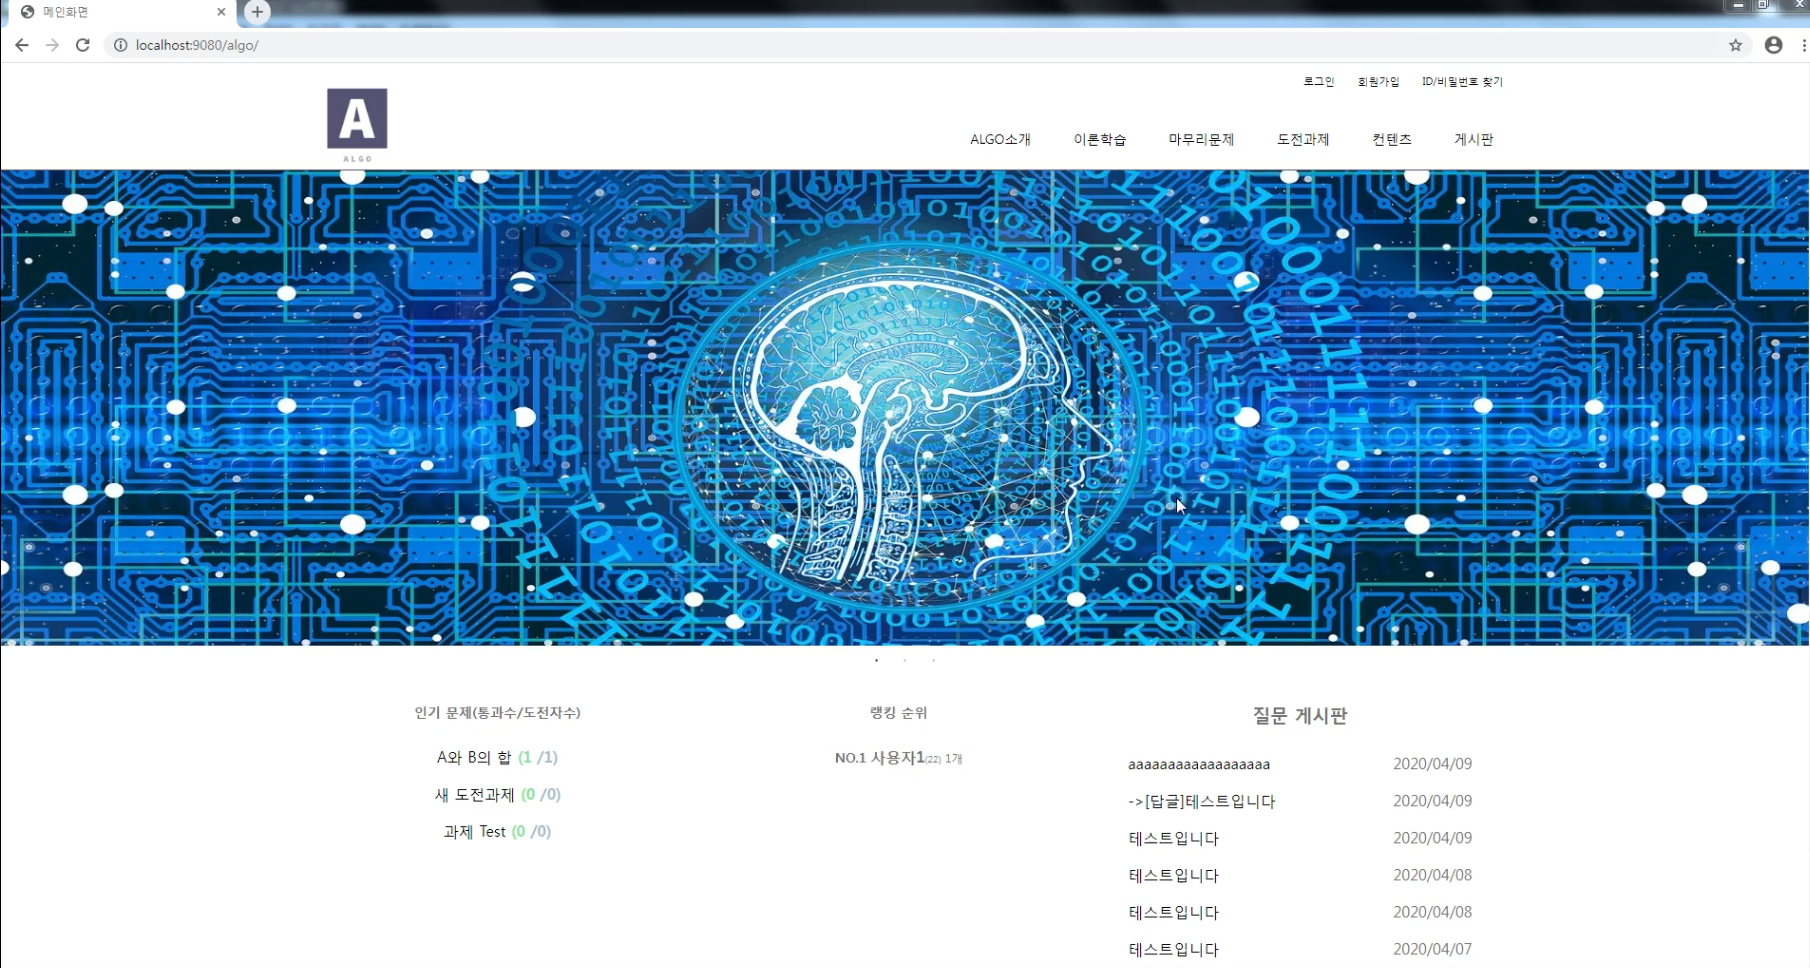 메인화면
localhost:9080/algo/
로그인 회원가입 ID/비밀번호 찾기
A
ALGO
ALGO소개 이론학습 마무리문제 도전과제 컨텐츠 게시판
인기 문제(통과수/도전자수)
A와 B의 합 (1 /1)
새 도전과제 (0 /0)
과제 Test (0 /0)
랭킹 순위
NO.1 사용자1(22) 1개
질문 게시판
aaaaaaaaaaaaaaaaaa 2020/04/09
->[답글]테스트입니다 2020/04/09
테스트입니다 2020/04/09
테스트입니다 2020/04/08
테스트입니다 2020/04/08
테스트입니다 2020/04/07